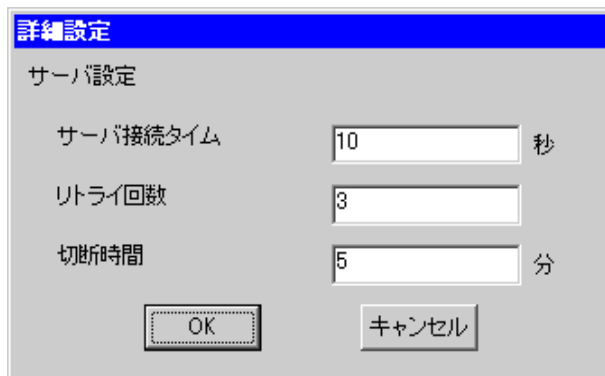 詳細設定
サーバ設定
サーバ接続タイム 10 秒
リトライ回数 3
切断時間 5 分
OK キャンセル